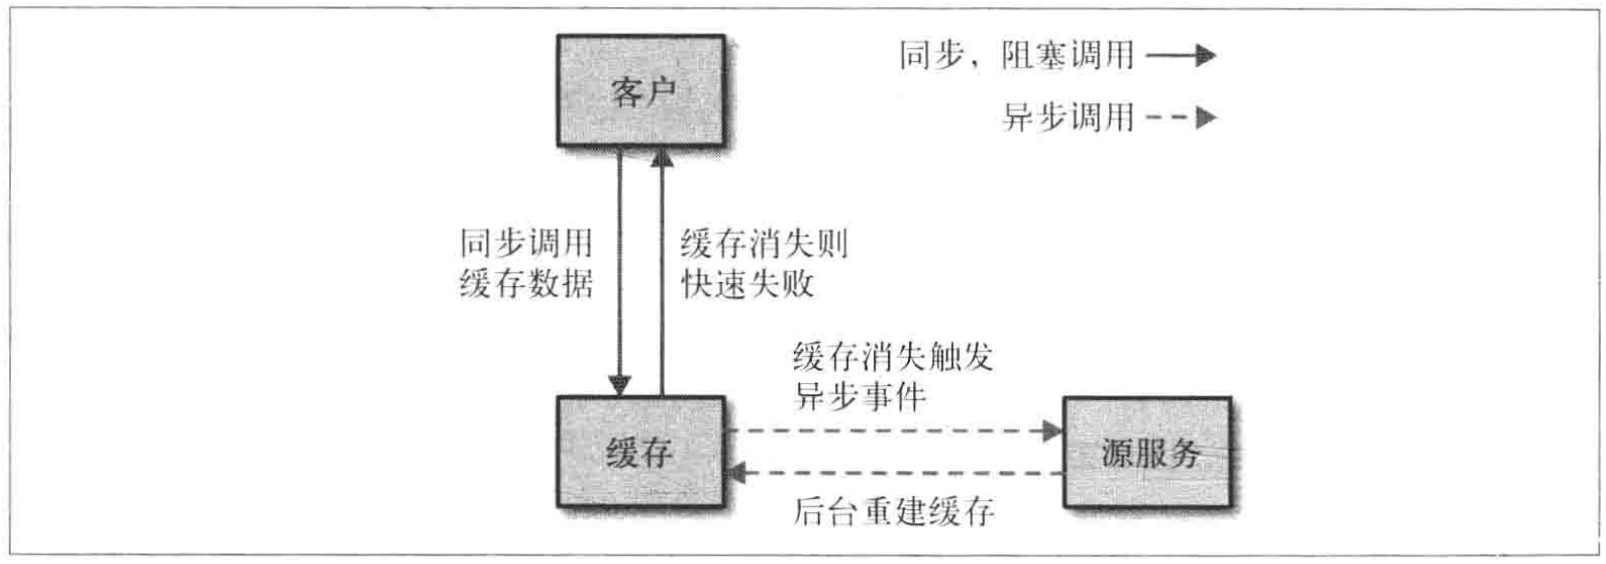 客户
同步，阻塞调用
异步调用
同步调用
缓存数据
缓存消失则
快速失败
缓存消失触发
异步事件
缓存
源服务
后台重建缓存